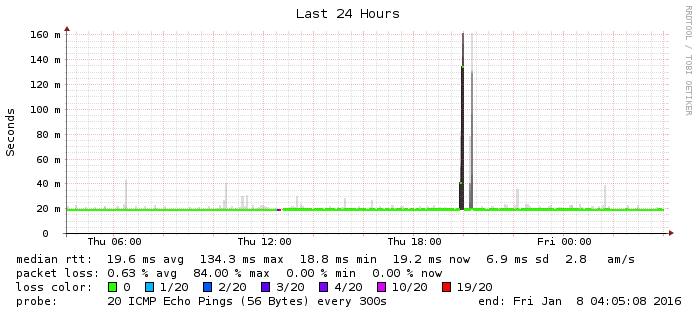 Last 24 Hours
RRDTOOL / TOBI OETIKER
Seconds
160 m
140 m
120 m
100 m
80 m
60 m
40 m
20 m
0
Thu 06:00 Thu 12:00 Thu 18:00 Fri 00:00
median rtt: 19.6 ms avg 134.3 ms max 18.8 ms min 19.2 ms now 6.9 ms sd 2.8 am/s
packet loss: 0.63 % avg 84.00 % max 0.00 % min 0.00 % now
loss color: 0 1/20 2/20 3/20 4/20 10/20 19/20
probe: 20 ICMP Echo Pings (56 Bytes) every 300s end: Fri Jan 8 04:05:08 2016